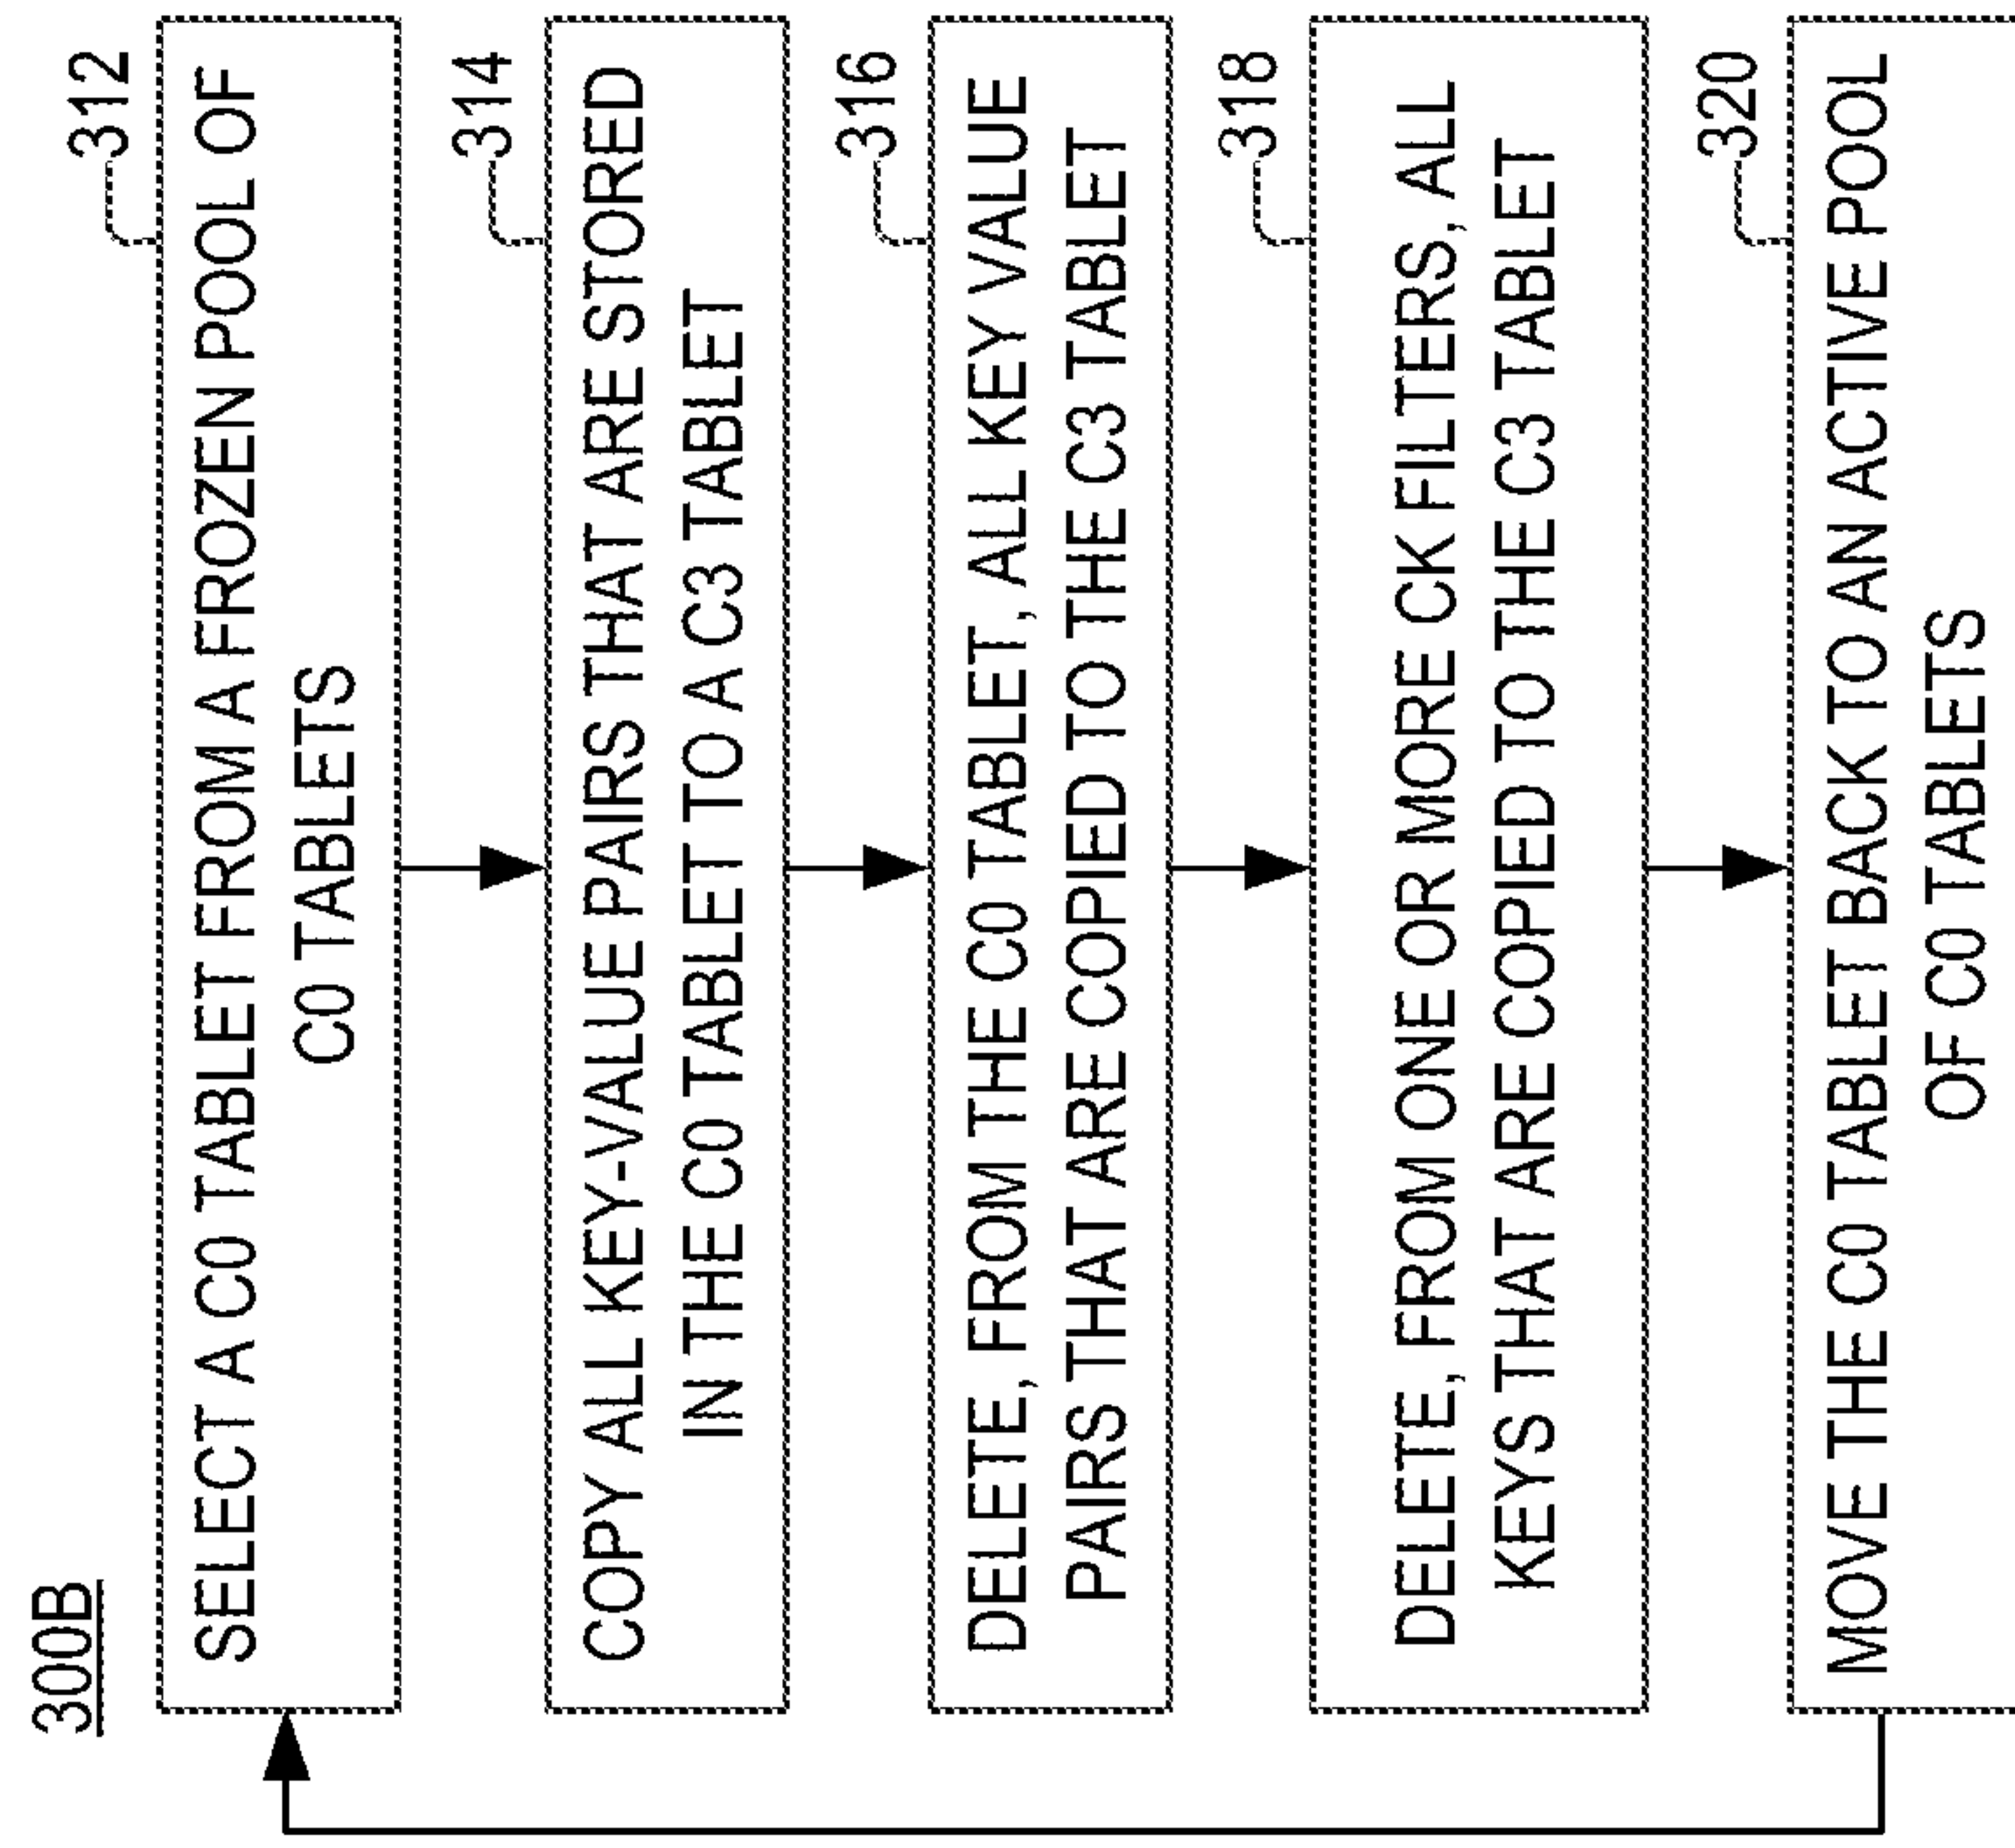 300B
312
SELECT A C0 TABLET FROM A FROZEN POOL OF
C0 TABLETS
314
COPY ALL KEY-VALUE PAIRS THAT ARE STORED
IN THE C0 TABLET TO A C3 TABLET
316
DELETE, FROM THE C0 TABLET, ALL KEY VALUE
PAIRS THAT ARE COPIED TO THE C3 TABLET
318
DELETE, FROM ONE OR MORE CK FILTERS, ALL
KEYS THAT ARE COPIED TO THE C3 TABLET
320
MOVE THE C0 TABLET BACK TO AN ACTIVE POOL
OF C0 TABLETS